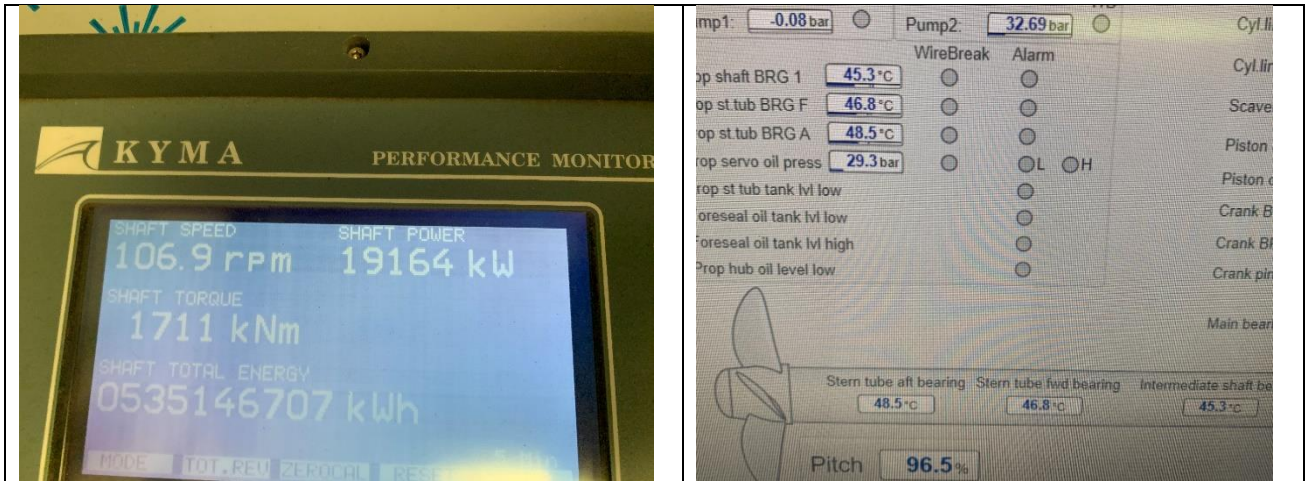 KYMA
PERFORMANCE MONITOR
SHAFT SPEED
106.9 rpm
SHAFT POWER
19164 kW
SHAFT TORQUE
1711 kNm
SHAFT TOTAL ENERGY
0535146707 kWh
MODE TOT.REV ZEROCAL RES
mp1: -0.08 bar Pump2: 32.69 bar
WireBreak Alarm
op shaft BRG 1 45.3 °C
op st.tub BRG F 46.8 °C
op st.tub BRG A 48.5 °C
rop servo oil press 29.3 bar L H
rop st tub tank lvl low
oreseal oil tank lvl low
oreseal oil tank lvl high
Prop hub oil level low
Cyl.li
Cyl.lir
Scave
Piston
Piston c
Crank B
Crank BR
Crank pin
Main bear
Stern tube aft bearing Stern tube fwd bearing Intermediate shaft be
48.5 °C 46.8 °C 45.3 °C
Pitch 96.5 %